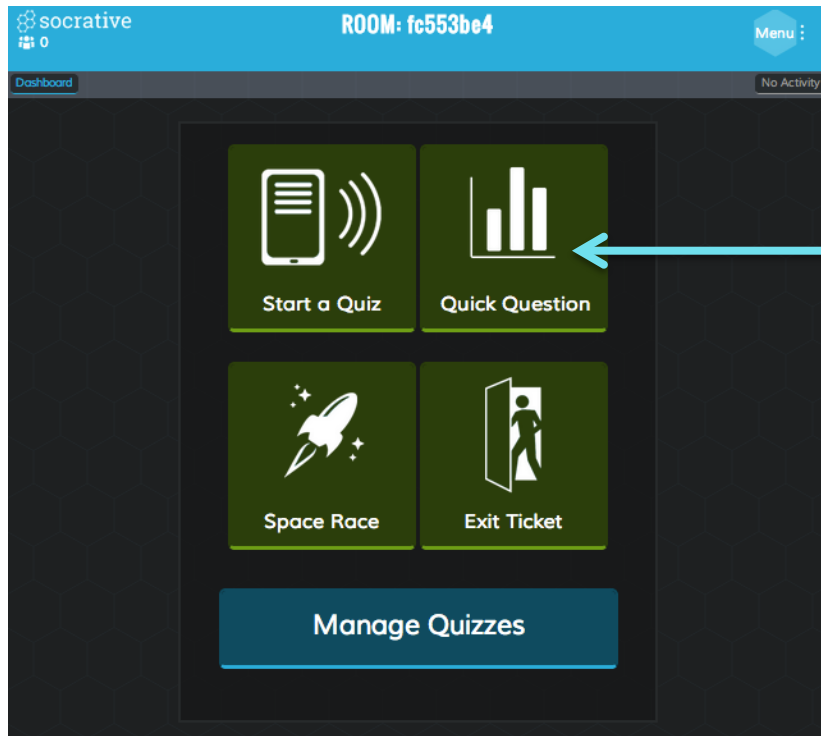 socrative
ROOM: fc553be4
Menu
0
Dashboard
No Activity
Start a Quiz
Quick Question
Space Race
Exit Ticket
Manage Quizzes